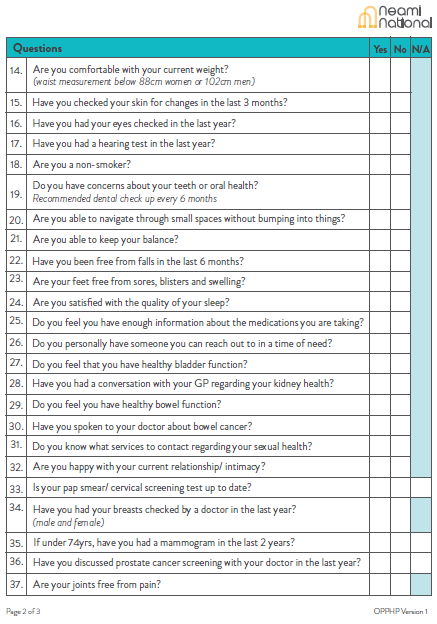 neami
national
Questions Yes No N/A
14. Are you comfortable with your current weight?
(waist measurement below 88cm women or 102cm men)
15. Have you checked your skin for changes in the last 3 months?
16. Have you had your eyes checked in the last year?
17. Have you had a hearing test in the last year?
18. Are you a non-smoker?
19. Do you have concerns about your teeth or oral health?
Recommended dental check up every 6 months
20. Are you able to navigate through small spaces without bumping into things?
21. Are you able to keep your balance?
22. Have you been free from falls in the last 6 months?
23. Are your feet free from sores, blisters and swelling?
24. Are you satisfied with the quality of your sleep?
25. Do you feel you have enough information about the medications you are taking?
26. Do you personally have someone you can reach out to in a time of need?
27. Do you feel that you have healthy bladder function?
28. Have you had a conversation with your GP regarding your kidney health?
29. Do you feel you have healthy bowel function?
30. Have you spoken to your doctor about bowel cancer?
31. Do you know what services to contact regarding your sexual health?
32. Are you happy with your current relationship/ intimacy?
33. Is your pap smear/ cervical screening test up to date?
34. Have you had your breasts checked by a doctor in the last year?
(male and female)
35. If under 74yrs, have you had a mammogram in the last 2 years?
36. Have you discussed prostate cancer screening with your doctor in the last year?
37. Are your joints free from pain?
Page 2 of 3 OPPHP Version 1